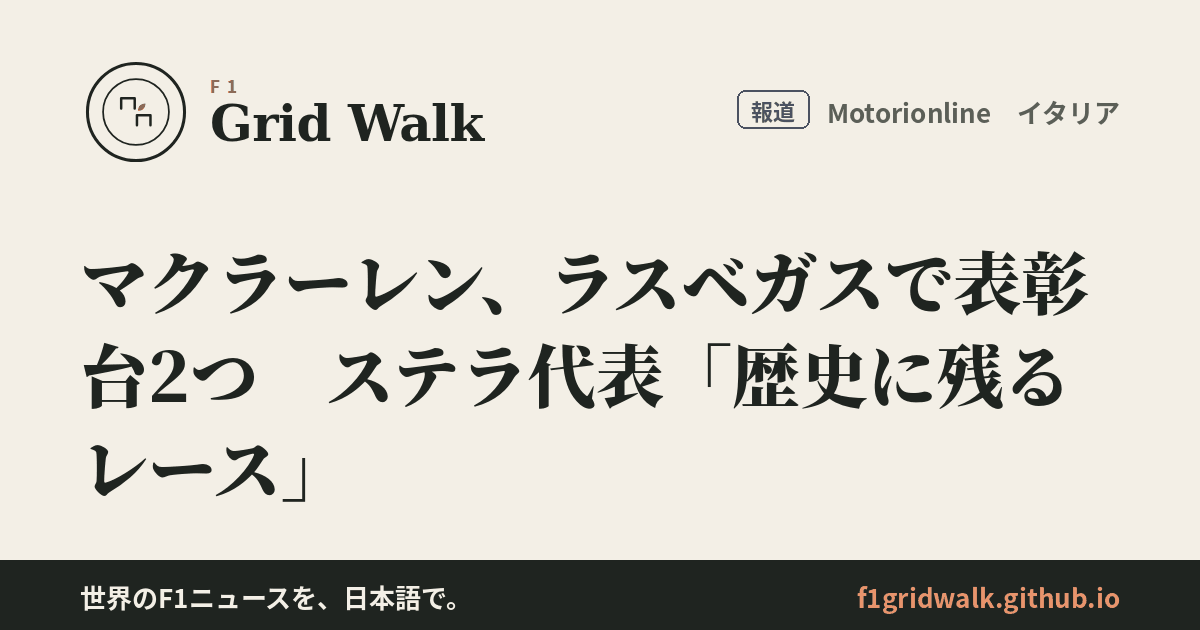 F1
Grid Walk
報道 Motorionline イタリア
マクラーレン、ラスベガスで表彰
台2つ　ステラ代表「歴史に残る
レース」
世界のF1ニュースを、日本語で。
f1gridwalk.github.io